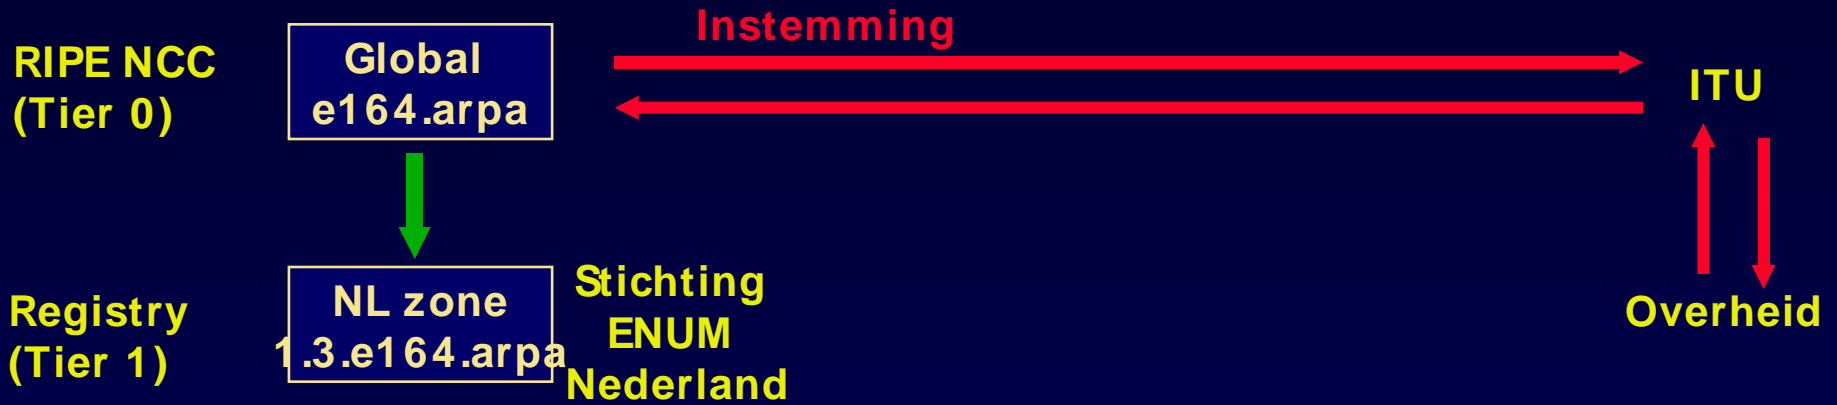 Instemming
RIPE NCC
(Tier 0)
Global
e164.arpa
ITU
Registry
(Tier 1)
NL zone
1.3.e164.arpa
Stichting
ENUM
Nederland
Overheid